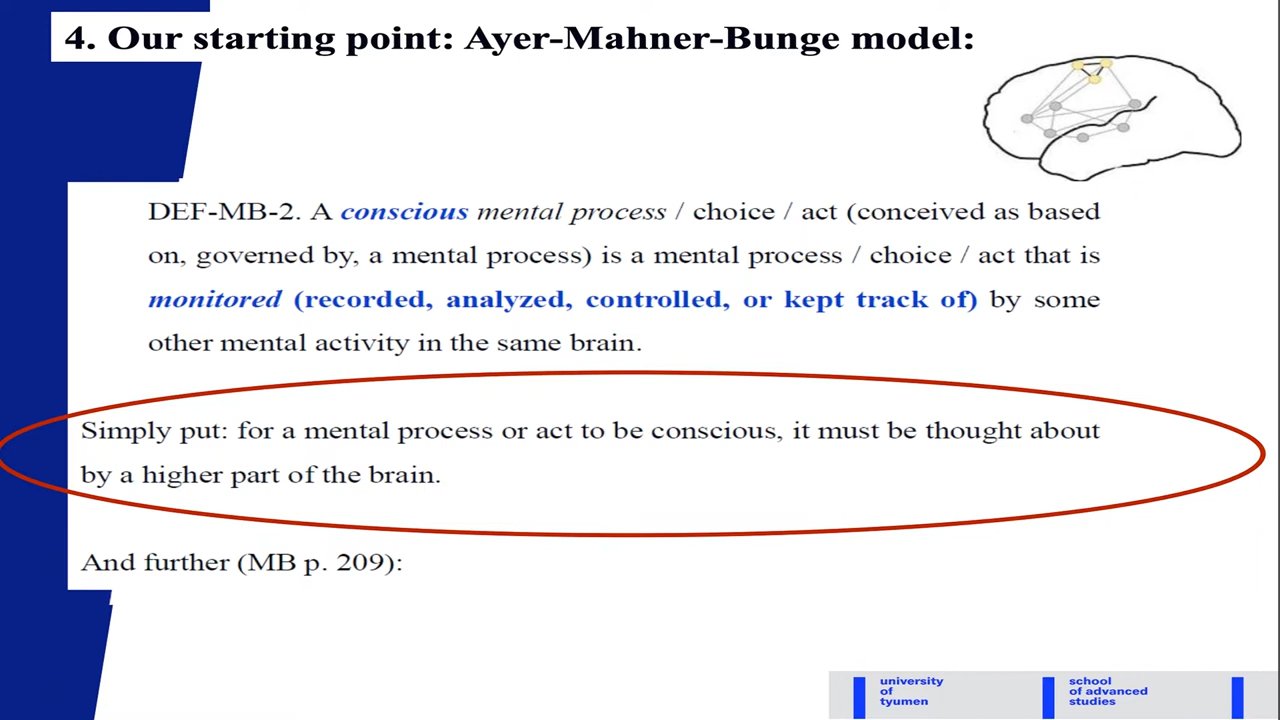 4. Our starting point: Ayer-Mahner-Bunge model:
DEF-MB-2. A conscious mental process / choice / act (conceived as based
on, governed by, a mental process) is a mental process / choice / act that is
monitored (recorded, analyzed, controlled, or kept track of) by some
other mental activity in the same brain.
Simply put: for a mental process or act to be conscious, it must be thought about
by a higher part of the brain.
And further (MB p. 209):
university
of
tyumen
school
of advanced
studies